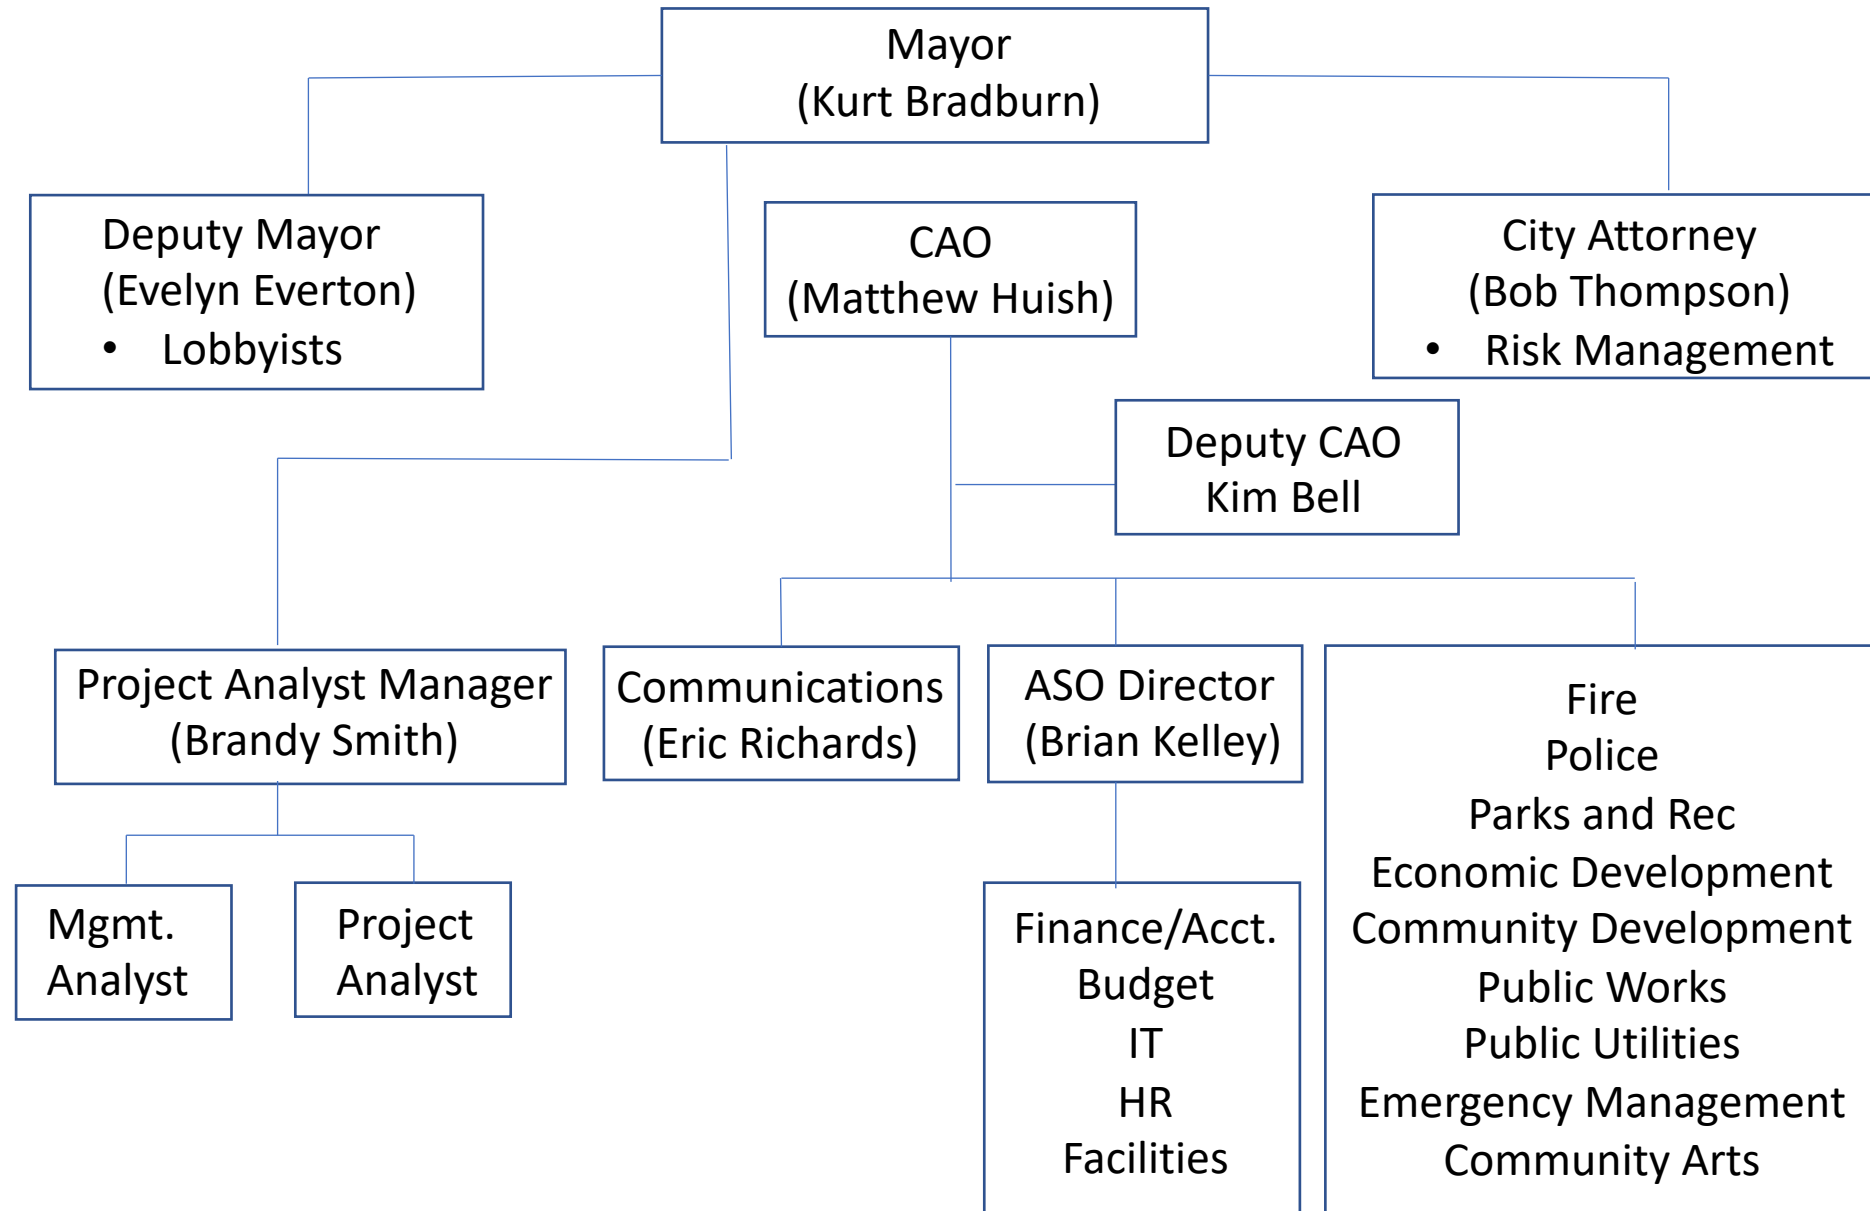 Mayor
(Kurt Bradburn)
Deputy Mayor
(Evelyn Everton)
• Lobbyists
CAO
(Matthew Huish)
City Attorney
(Bob Thompson)
• Risk Management
Deputy CAO
Kim Bell
Project Analyst Manager
(Brandy Smith)
Communications
(Eric Richards)
ASO Director
(Brian Kelley)
Fire
Police
Parks and Rec
Economic Development
Community Development
Public Works
Public Utilities
Emergency Management
Community Arts
Mgmt.
Analyst
Project
Analyst
Finance/Acct.
Budget
IT
HR
Facilities